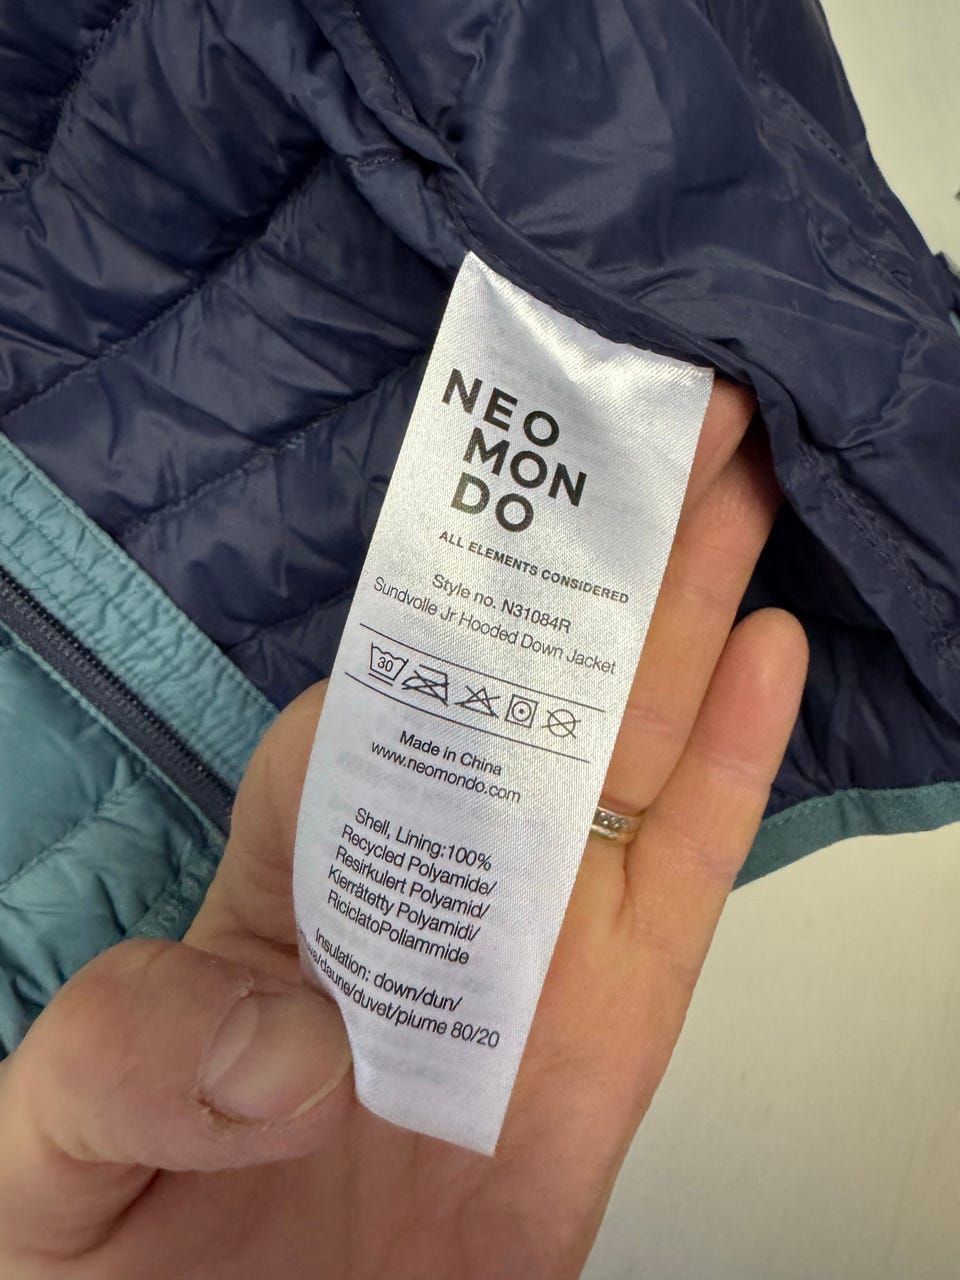 NEO
MON
DO
ALL ELEMENTS CONSIDERED
Style no. N31084R
Sundvolle Jr Hooded Down Jacket
30
Made in China
www.neomondo.com
Shell, Lining:100%
Recycled Polyamide/
Resirkulert Polyamid/
Kierrätetty Polyamidi/
RiciclatoPoliammide
Insulation: down/dun/
/daune/duvet/piume 80/20